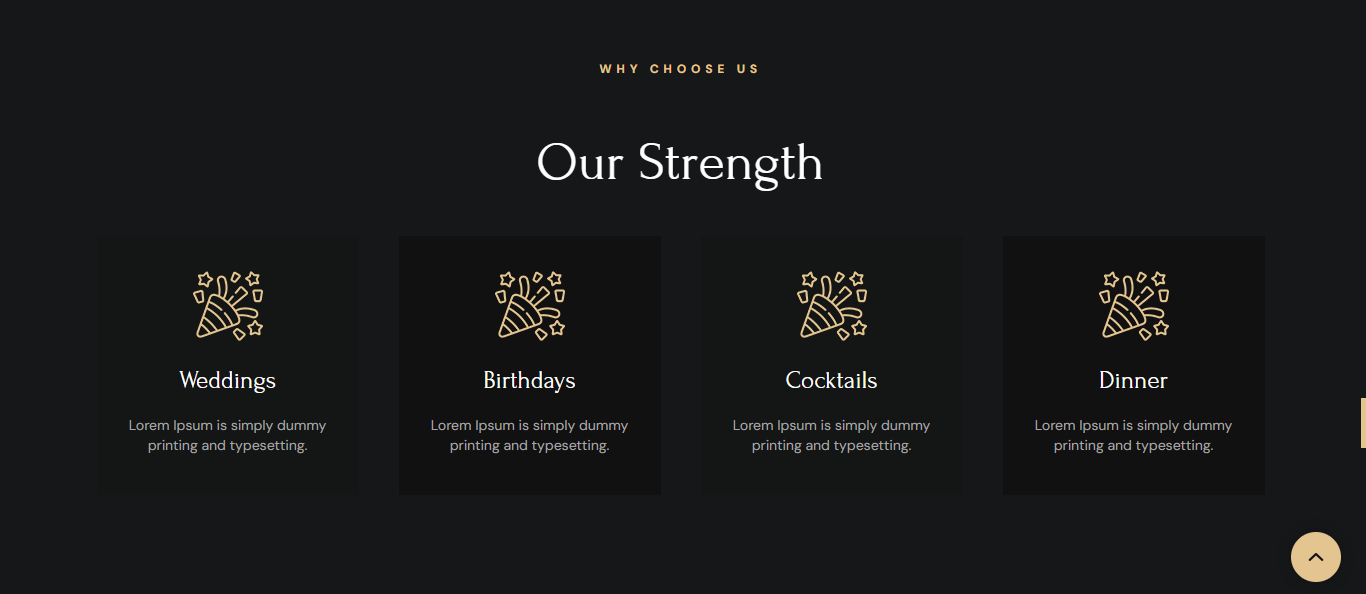 WHY CHOOSE US
Our Strength
Weddings
Lorem Ipsum is simply dummy
printing and typesetting.
Birthdays
Lorem Ipsum is simply dummy
printing and typesetting.
Cocktails
Lorem Ipsum is simply dummy
printing and typesetting.
Dinner
Lorem Ipsum is simply dummy
printing and typesetting.